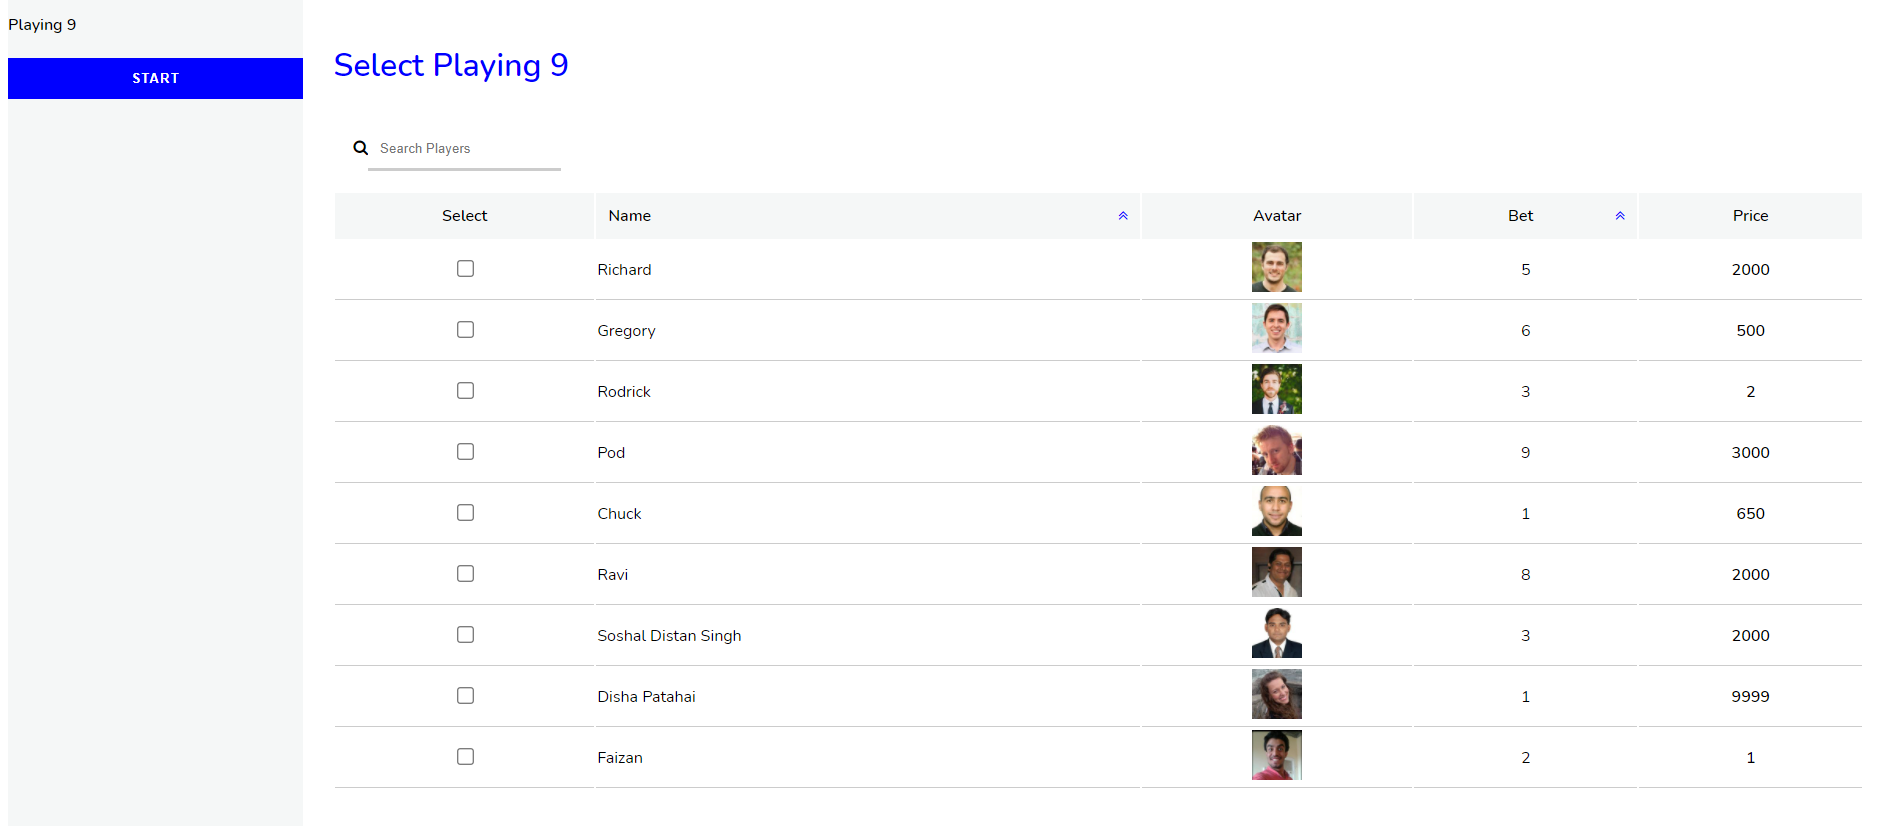 Playing 9
START
Select Playing 9
Search Players
Select Name Avatar Bet Price
Richard 5 2000
Gregory 6 500
Rodrick 3 2
Pod 9 3000
Chuck 1 650
Ravi 8 2000
Soshal Distan Singh 3 2000
Disha Patahai 1 9999
Faizan 2 1